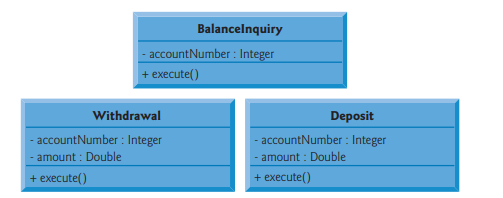 BalanceInquiry
- accountNumber : Integer
+ execute()
Withdrawal
- accountNumber : Integer
- amount : Double
+ execute()
Deposit
- accountNumber : Integer
- amount : Double
+ execute()